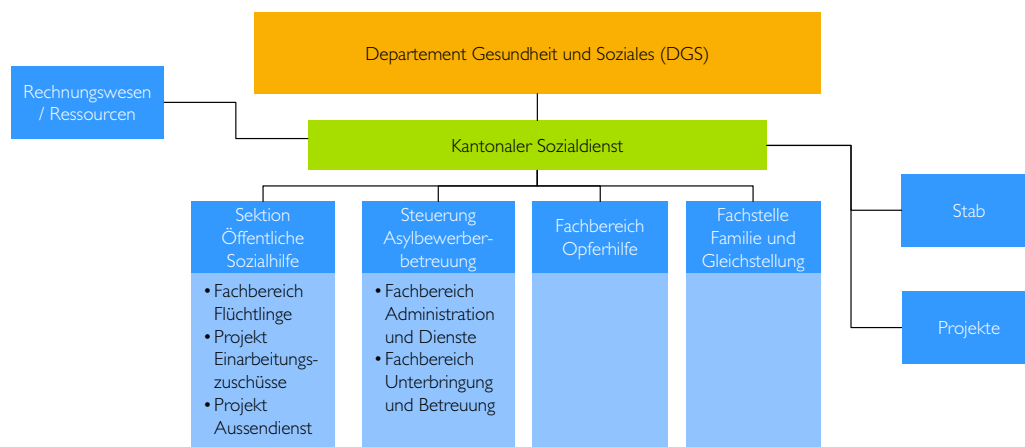 Departement Gesundheit und Soziales (DGS)
Rechnungswesen
/ Ressourcen
Kantonaler Sozialdienst
Stab
Projekte
Sektion
Öffentliche
Sozialhilfe
• Fachbereich
Flüchtlinge
• Projekt
Einarbeitungs-
zuschüsse
• Projekt
Aussendienst
Steuerung
Asylbewerber-
betreuung
• Fachbereich
Administration
und Dienste
• Fachbereich
Unterbringung
und Betreuung
Fachbereich
Opferhilfe
Fachstelle
Familie und
Gleichstellung